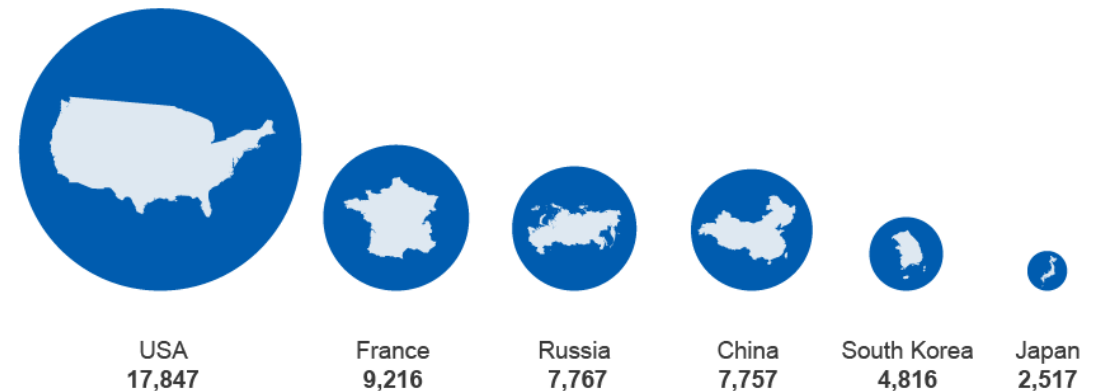 USA
17,847
France
9,216
Russia
7,767
China
7,757
South Korea
4,816
Japan
2,517